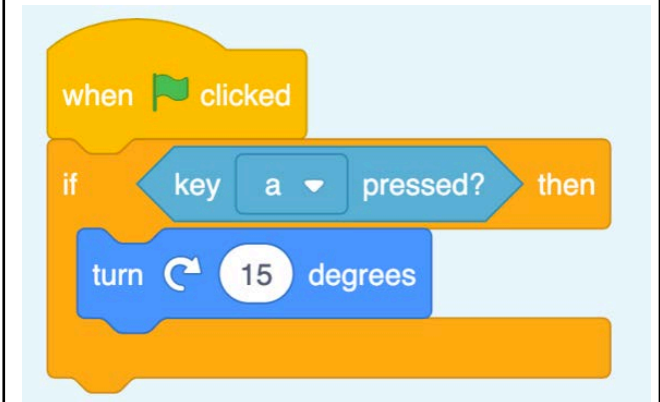 when clicked
if key a pressed? then
turn 15 degrees